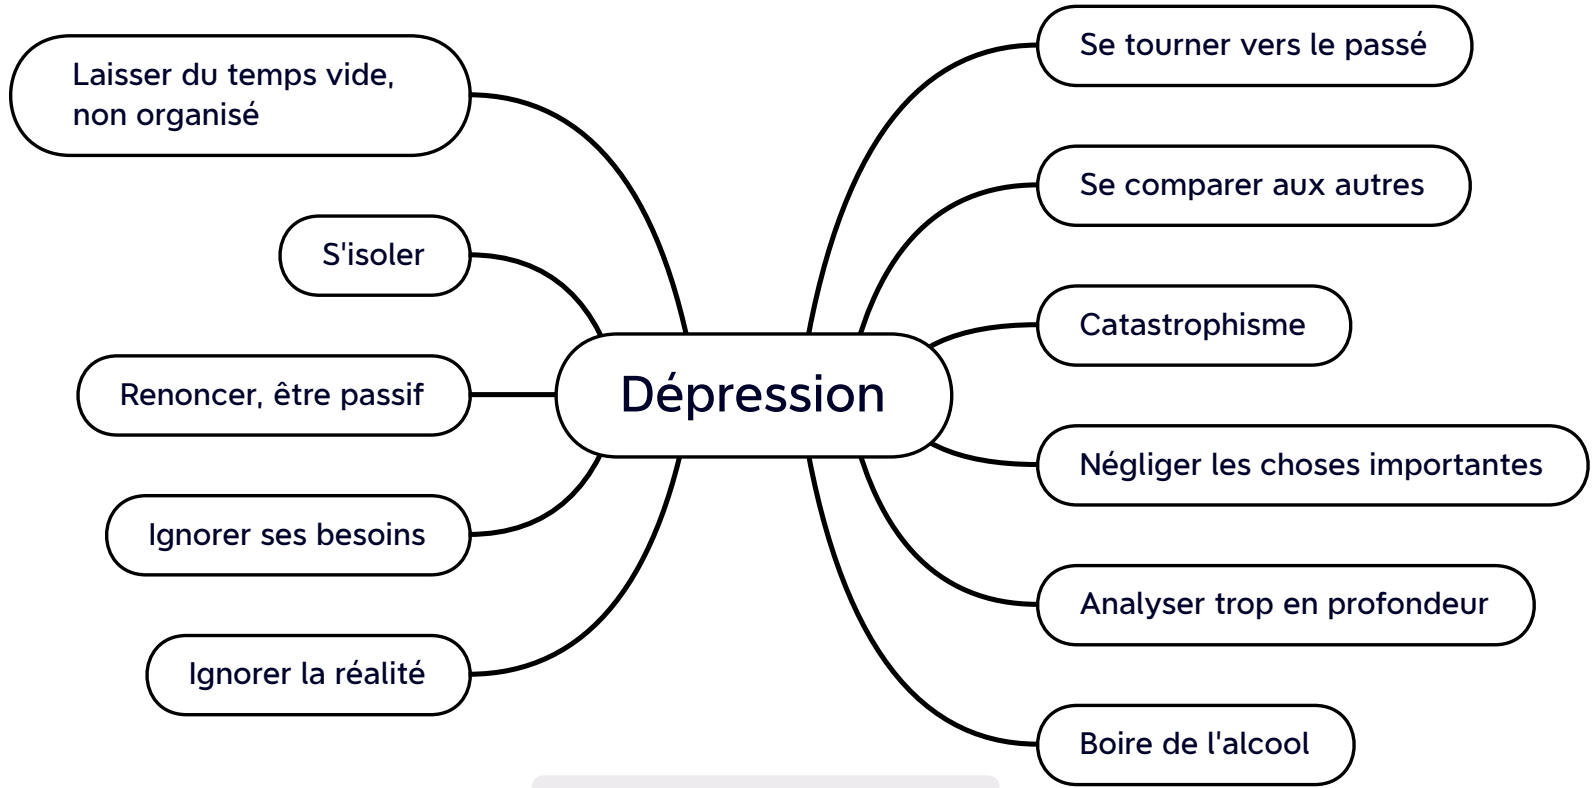 Laisser du temps vide,
non organisé
S'isoler
Renoncer, être passif
Ignorer ses besoins
Ignorer la réalité
Dépression
Se tourner vers le passé
Se comparer aux autres
Catastrophisme
Négliger les choses importantes
Analyser trop en profondeur
Boire de l'alcool